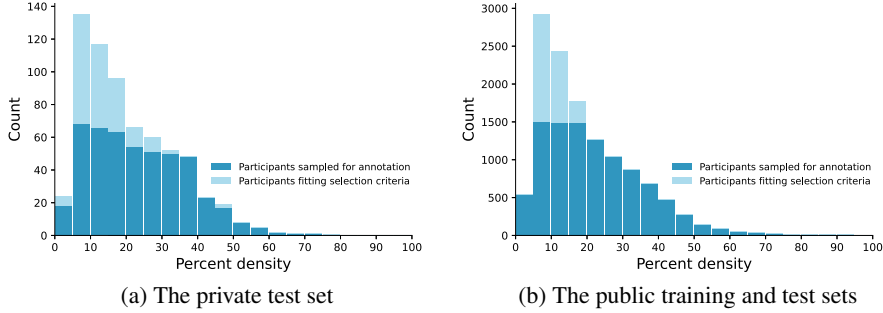 140
120
100
80
60
40
20
0
Count
Participants sampled for annotation
Participants fitting selection criteria
0 10 20 30 40 50 60 70 80 90 100
Percent density
(a) The private test set
3000
2500
2000
1500
1000
500
0
Count
Participants sampled for annotation
Participants fitting selection criteria
0 10 20 30 40 50 60 70 80 90 100
Percent density
(b) The public training and test sets